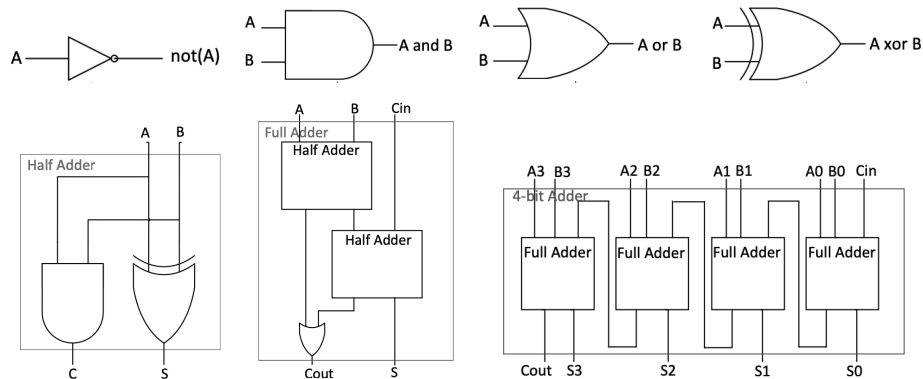 A
not(A)
A
B
A and B
A
B
A or B
A
B
A xor B
A B
Half Adder
C S
A B Cin
Full Adder
Half Adder
Half Adder
Cout S
A3 B3 A2 B2 A1 B1 A0 B0 Cin
4-bit Adder
Full Adder Full Adder Full Adder Full Adder
Cout S3 S2 S1 S0